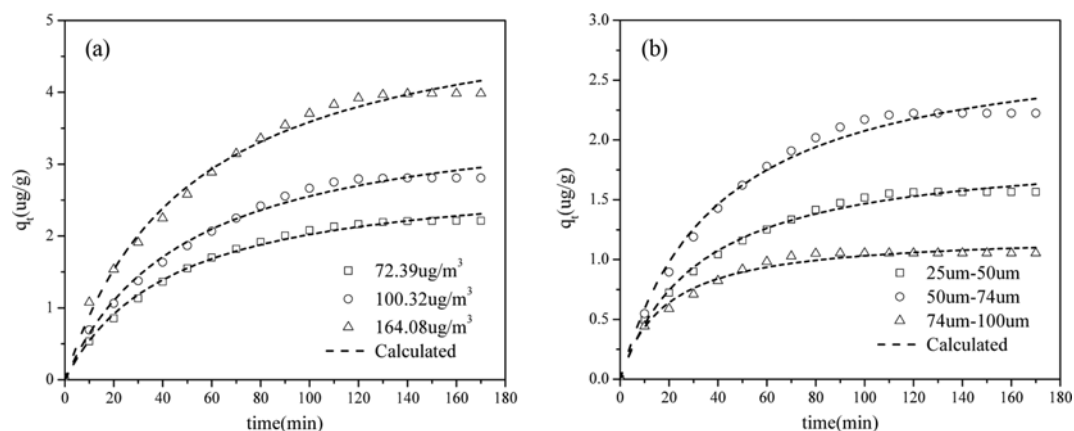 (a)
5
4
3
2
1
0
q_t(ug/g)
72.39ug/m³
100.32ug/m³
164.08ug/m³
Calculated
0 20 40 60 80 100 120 140 160 180
time(min)
(b)
3.0
2.5
2.0
1.5
1.0
0.5
0.0
q_t(ug/g)
25um-50um
50um-74um
74um-100um
Calculated
0 20 40 60 80 100 120 140 160 180
time(min)